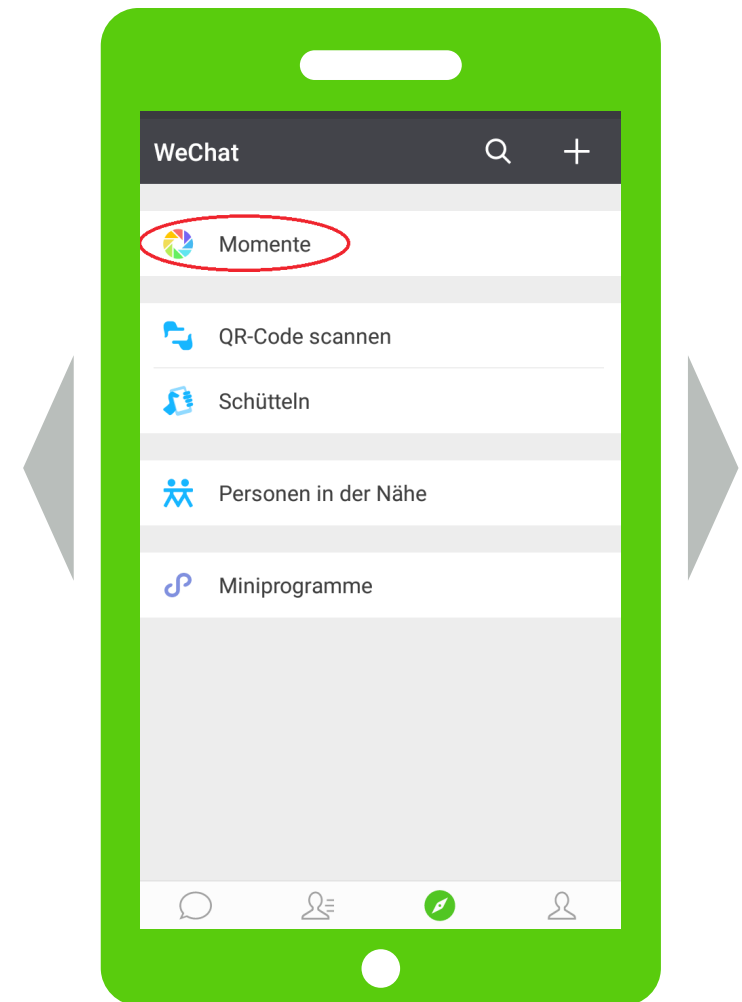 WeChat
Momente
QR-Code scannen
Schütteln
Personen in der Nähe
Miniprogramme